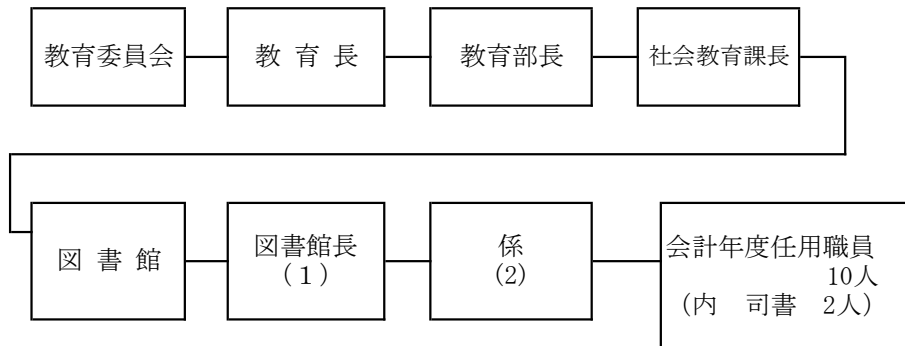 教育委員会
教 育 長
教育部長
社会教育課長
図 書 館
図書館長
(１)
係
(2)
会計年度任用職員
10人
(内 司書 2人)